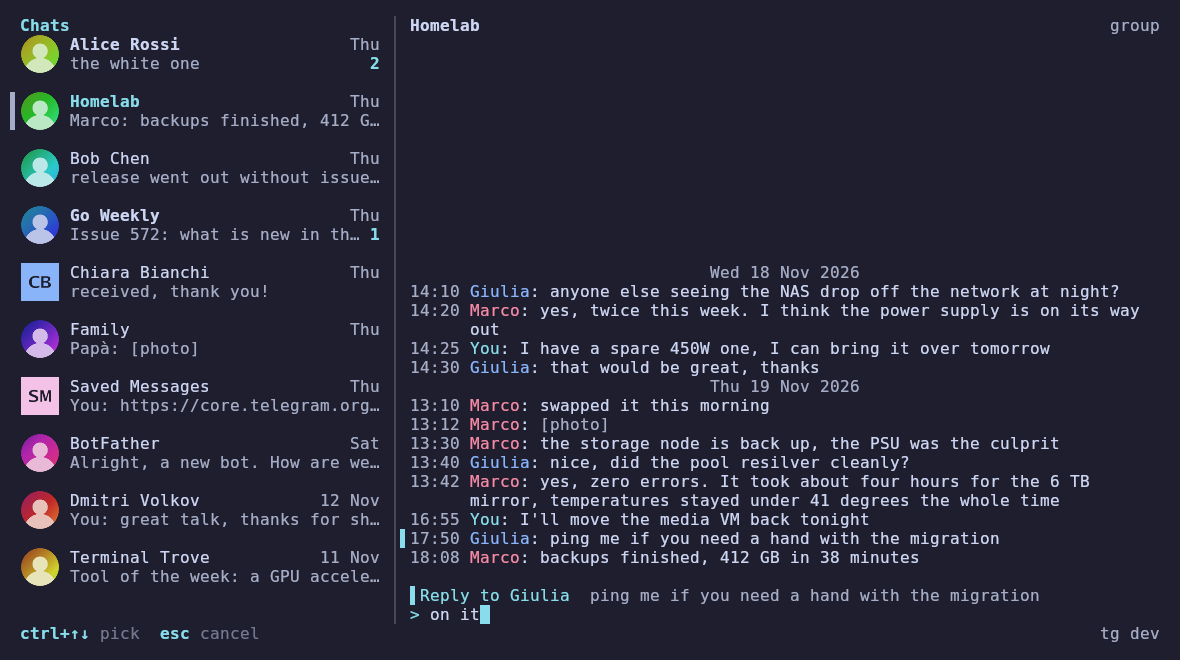 Chats
Alice Rossi Thu
the white one 2
Homelab Thu
Marco: backups finished, 412 G…
Bob Chen Thu
release went out without issue…
Go Weekly Thu
Issue 572: what is new in th… 1
CB
Chiara Bianchi Thu
received, thank you!
Family Thu
Papà: [photo]
SM
Saved Messages Thu
You: https://core.telegram.org…
BotFather Sat
Alright, a new bot. How are we…
Dmitri Volkov 12 Nov
You: great talk, thanks for sh…
Terminal Trove 11 Nov
Tool of the week: a GPU accele…
Homelab group
Wed 18 Nov 2026
14:10 Giulia: anyone else seeing the NAS drop off the network at night?
14:20 Marco: yes, twice this week. I think the power supply is on its way
out
14:25 You: I have a spare 450W one, I can bring it over tomorrow
14:30 Giulia: that would be great, thanks
Thu 19 Nov 2026
13:10 Marco: swapped it this morning
13:12 Marco: [photo]
13:30 Marco: the storage node is back up, the PSU was the culprit
13:40 Giulia: nice, did the pool resilver cleanly?
13:42 Marco: yes, zero errors. It took about four hours for the 6 TB
mirror, temperatures stayed under 41 degrees the whole time
16:55 You: I'll move the media VM back tonight
17:50 Giulia: ping me if you need a hand with the migration
18:08 Marco: backups finished, 412 GB in 38 minutes
Reply to Giulia ping me if you need a hand with the migration
> on it
ctrl+↑↓ pick esc cancel tg dev